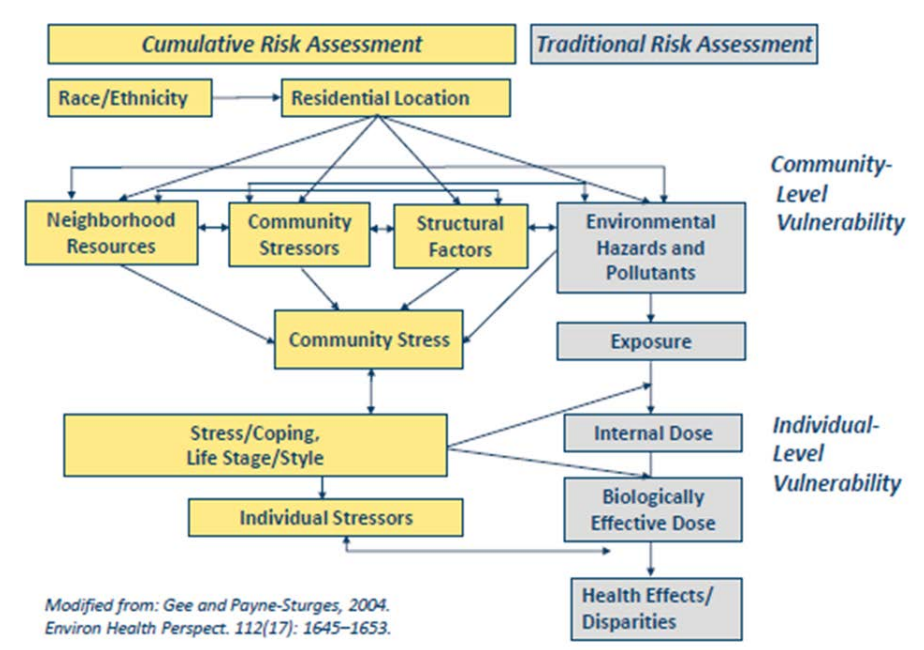 Cumulative Risk Assessment
Traditional Risk Assessment
Race/Ethnicity
Residential Location
Community-
Level
Vulnerability
Neighborhood
Resources
Community
Stressors
Structural
Factors
Environmental
Hazards and
Pollutants
Community Stress
Exposure
Stress/Coping,
Life Stage/Style
Internal Dose
Individual-
Level
Vulnerability
Individual Stressors
Biologically
Effective Dose
Health Effects/
Disparities
Modified from: Gee and Payne-Sturges, 2004.
Environ Health Perspect. 112(17): 1645–1653.